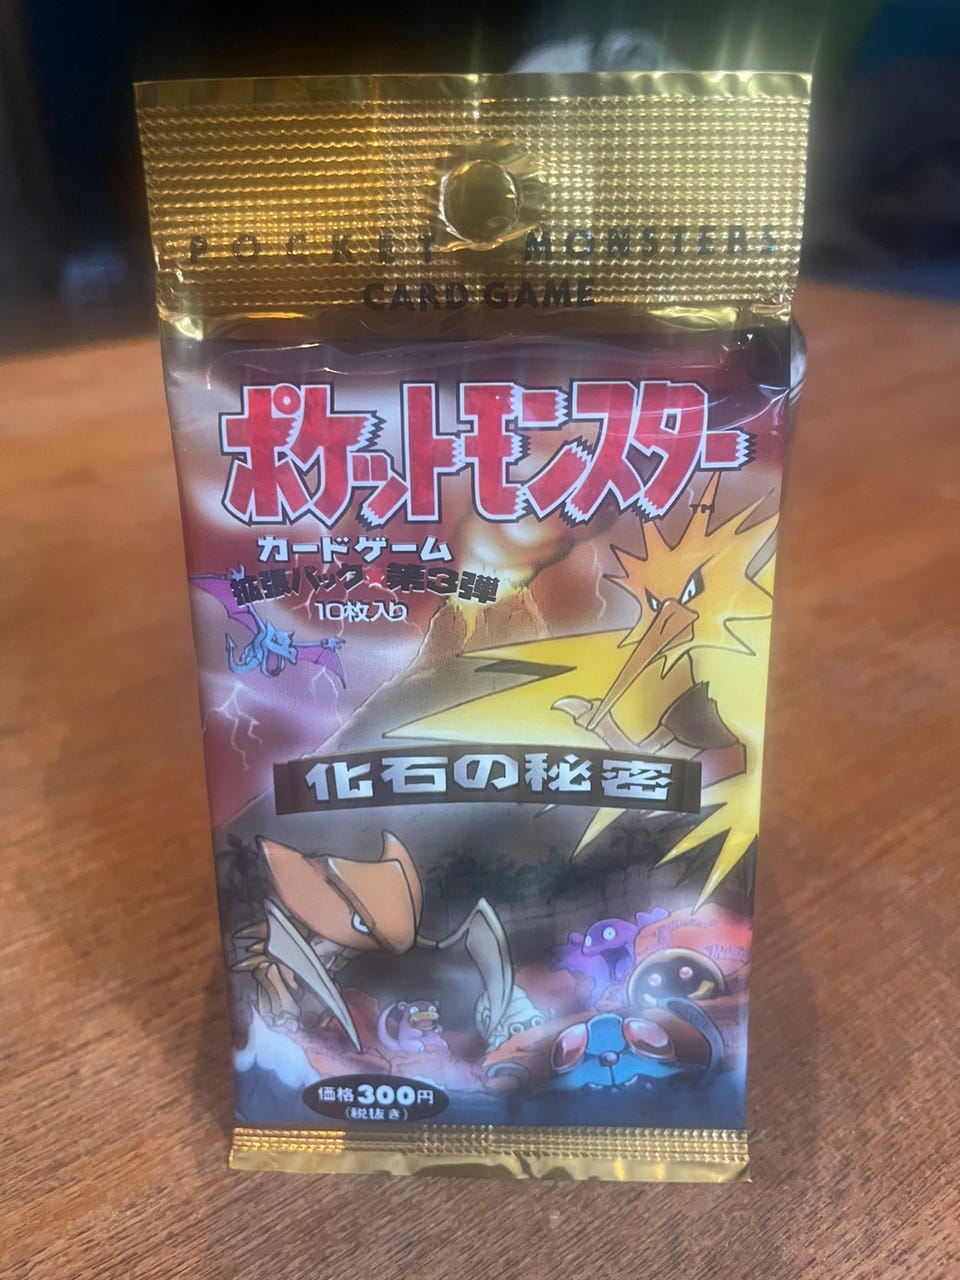 POCKET MONSTERS
CARD GAME
ポケットモンスター
TM
カードゲーム
拡張パック★第3弾
10枚入り
化石の秘密
価格300円
(税抜き)